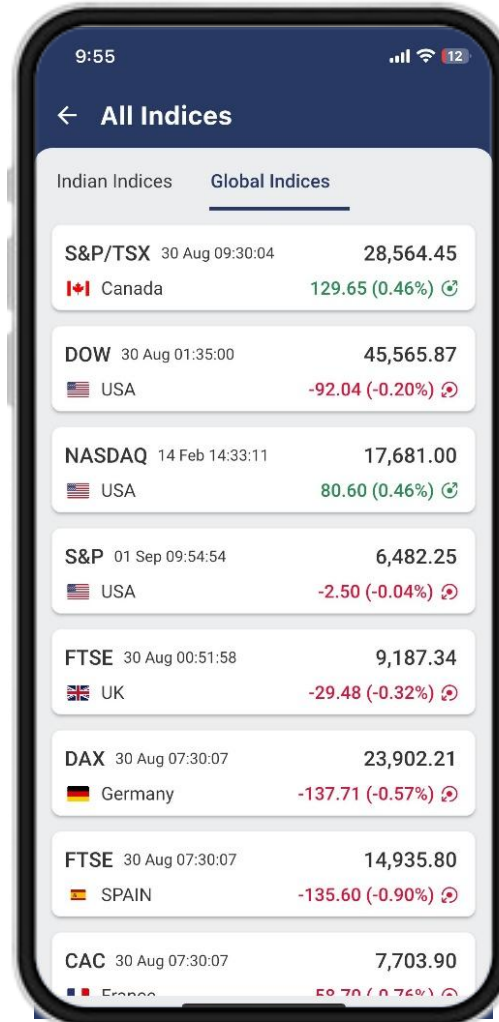 9:55
12
All Indices
Indian Indices Global Indices
S&P/TSX 30 Aug 09:30:04 28,564.45
Canada 129.65 (0.46%)
DOW 30 Aug 01:35:00 45,565.87
USA -92.04 (-0.20%)
NASDAQ 14 Feb 14:33:11 17,681.00
USA 80.60 (0.46%)
S&P 01 Sep 09:54:54 6,482.25
USA -2.50 (-0.04%)
FTSE 30 Aug 00:51:58 9,187.34
UK -29.48 (-0.32%)
DAX 30 Aug 07:30:07 23,902.21
Germany -137.71 (-0.57%)
FTSE 30 Aug 07:30:07 14,935.80
SPAIN -135.60 (-0.90%)
CAC 30 Aug 07:30:07 7,703.90
France